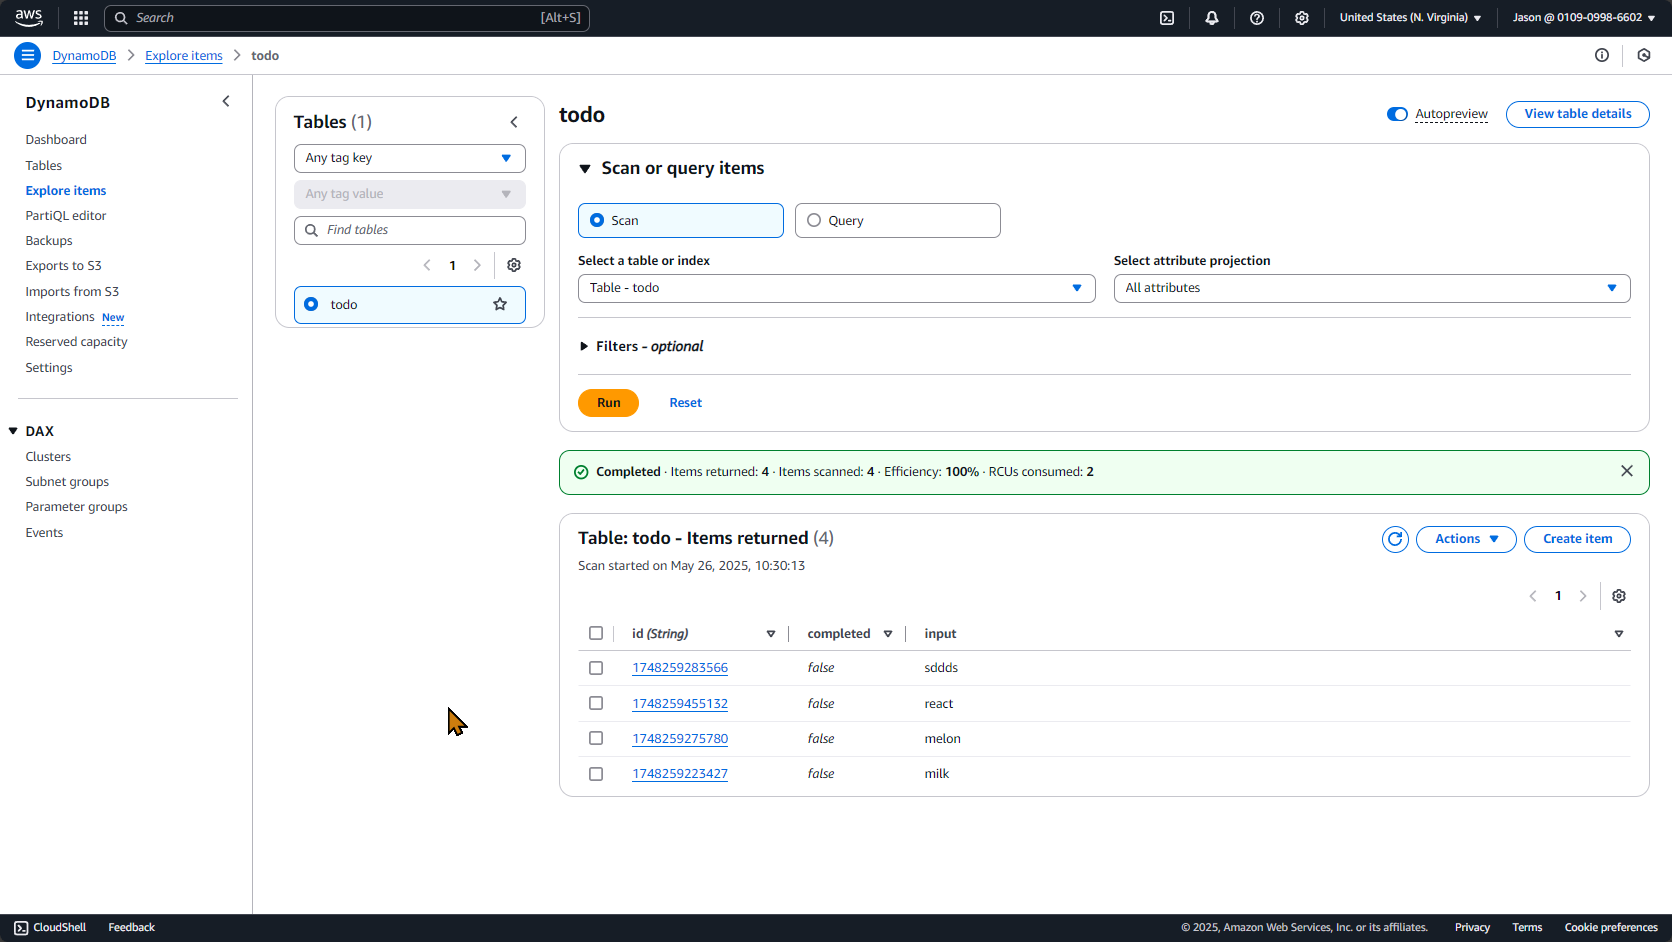 aws
Search
[Alt+S]
United States (N. Virginia)
Jason @ 0109-0998-6602
DynamoDB
Explore items
todo
DynamoDB
Dashboard
Tables
Explore items
PartiQL editor
Backups
Exports to S3
Imports from S3
Integrations New
Reserved capacity
Settings
DAX
Clusters
Subnet groups
Parameter groups
Events
Tables (1)
Any tag key
Any tag value
Find tables
1
todo
todo
Autopreview
View table details
Scan or query items
Scan
Query
Select a table or index
Table - todo
Select attribute projection
All attributes
Filters - optional
Run
Reset
Completed · Items returned: 4 · Items scanned: 4 · Efficiency: 100% · RCUs consumed: 2
Table: todo - Items returned (4)
Scan started on May 26, 2025, 10:30:13
Actions
Create item
1
id (String) completed input
1748259283566 false sddds
1748259455132 false react
1748259275780 false melon
1748259223427 false milk
CloudShell
Feedback
© 2025, Amazon Web Services, Inc. or its affiliates.
Privacy
Terms
Cookie preferences